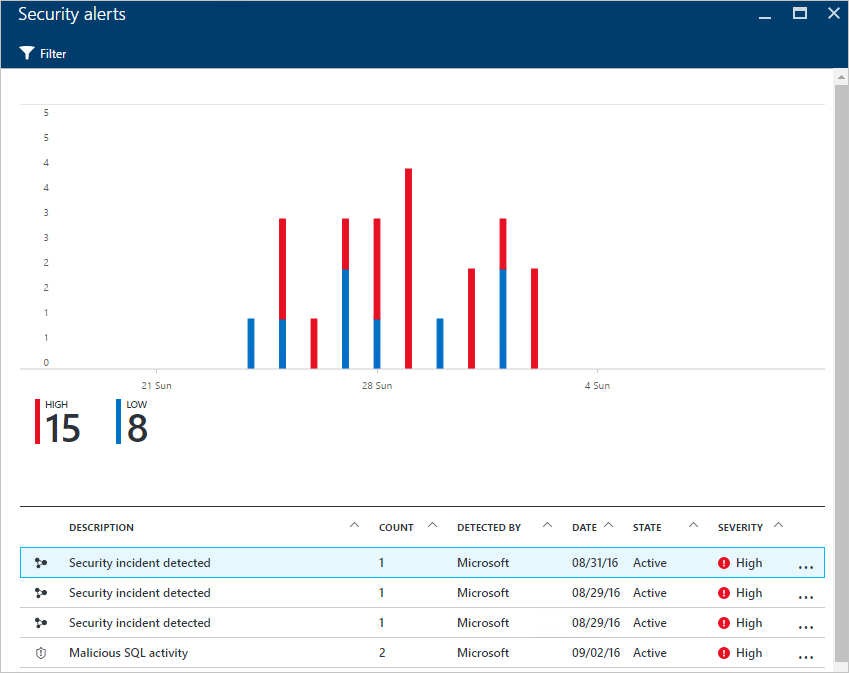 Security alerts
Filter
5
5
4
4
3
3
2
2
1
1
0
21 Sun 28 Sun 4 Sun
HIGH LOW
15 8
DESCRIPTION COUNT DETECTED BY DATE STATE SEVERITY
Security incident detected 1 Microsoft 08/31/16 Active High ...
Security incident detected 1 Microsoft 08/29/16 Active High ...
Security incident detected 1 Microsoft 08/29/16 Active High ...
Malicious SQL activity 2 Microsoft 09/02/16 Active High ...